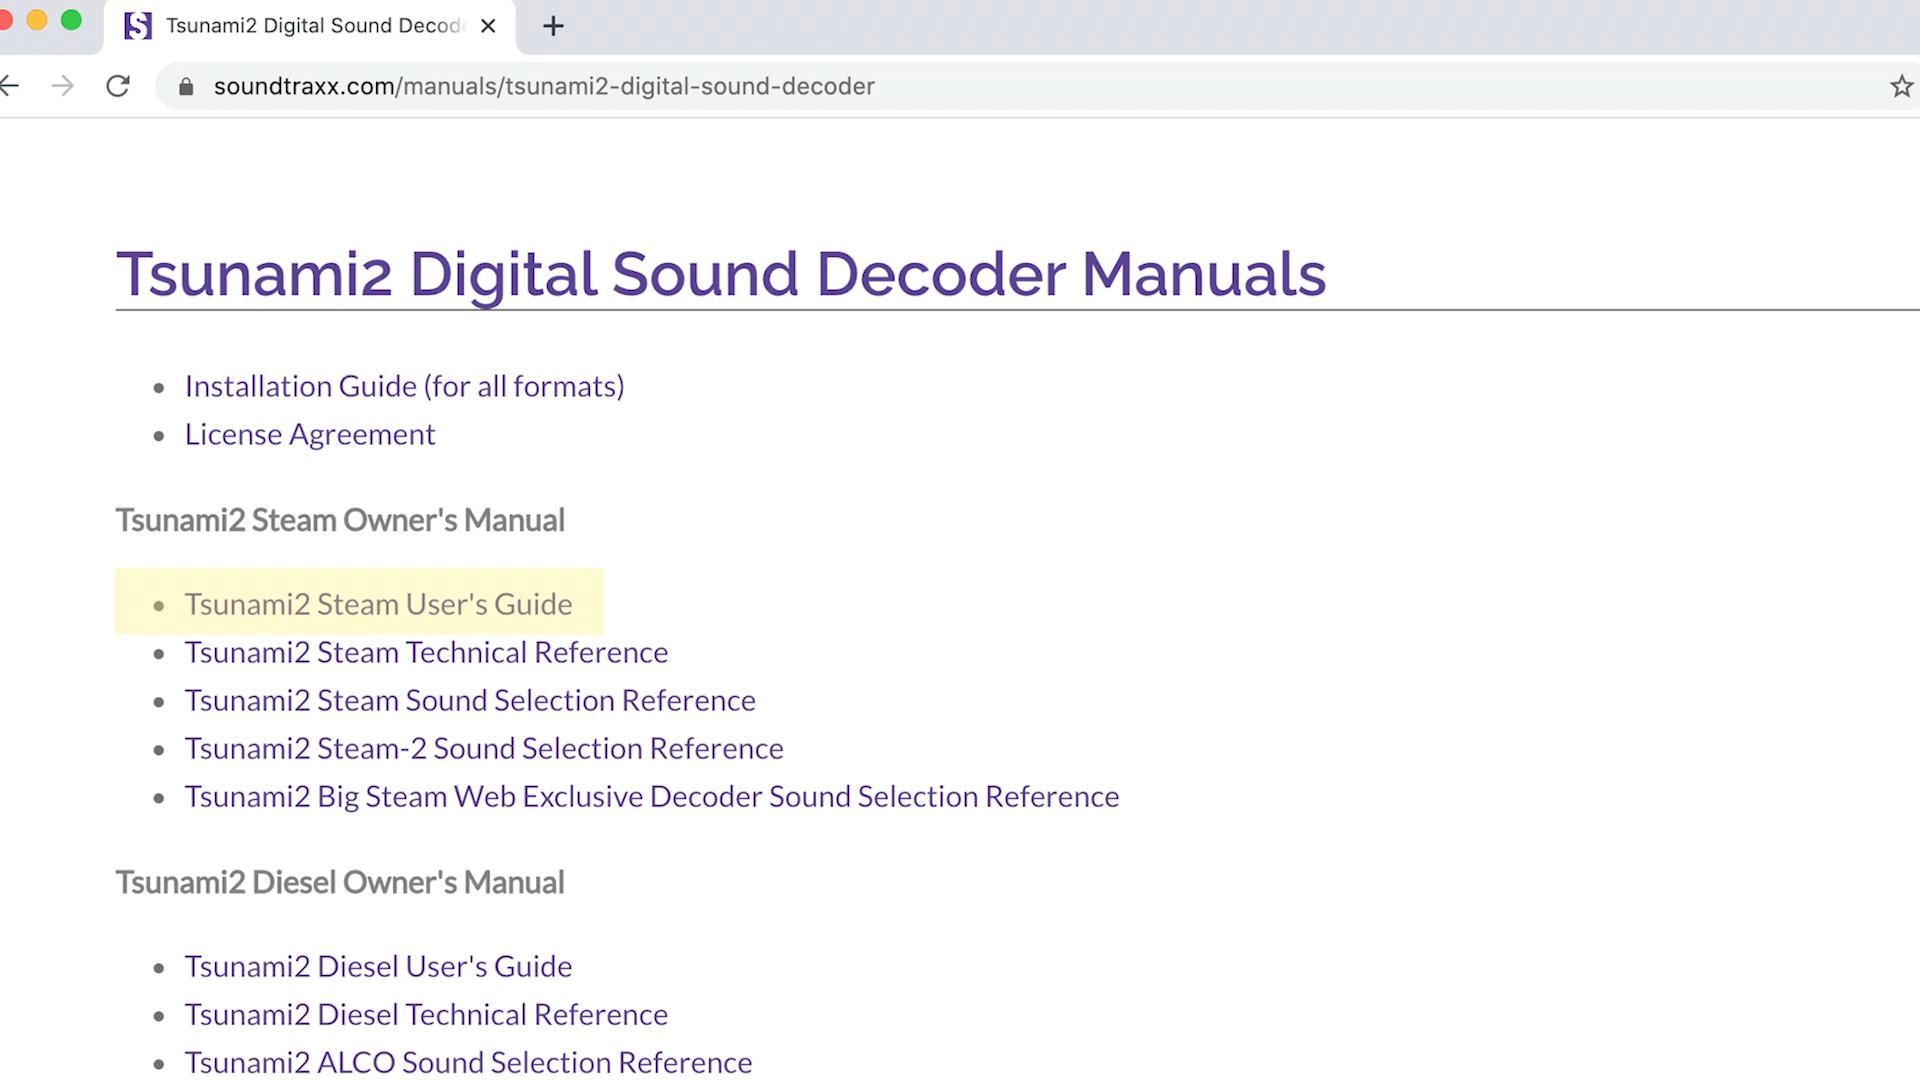 Tsunami2 Digital Sound Decod
soundtraxx.com/manuals/tsunami2-digital-sound-decoder
Tsunami2 Digital Sound Decoder Manuals
Installation Guide (for all formats)
License Agreement
Tsunami2 Steam Owner's Manual
Tsunami2 Steam User's Guide
Tsunami2 Steam Technical Reference
Tsunami2 Steam Sound Selection Reference
Tsunami2 Steam-2 Sound Selection Reference
Tsunami2 Big Steam Web Exclusive Decoder Sound Selection Reference
Tsunami2 Diesel Owner's Manual
Tsunami2 Diesel User's Guide
Tsunami2 Diesel Technical Reference
Tsunami2 ALCO Sound Selection Reference